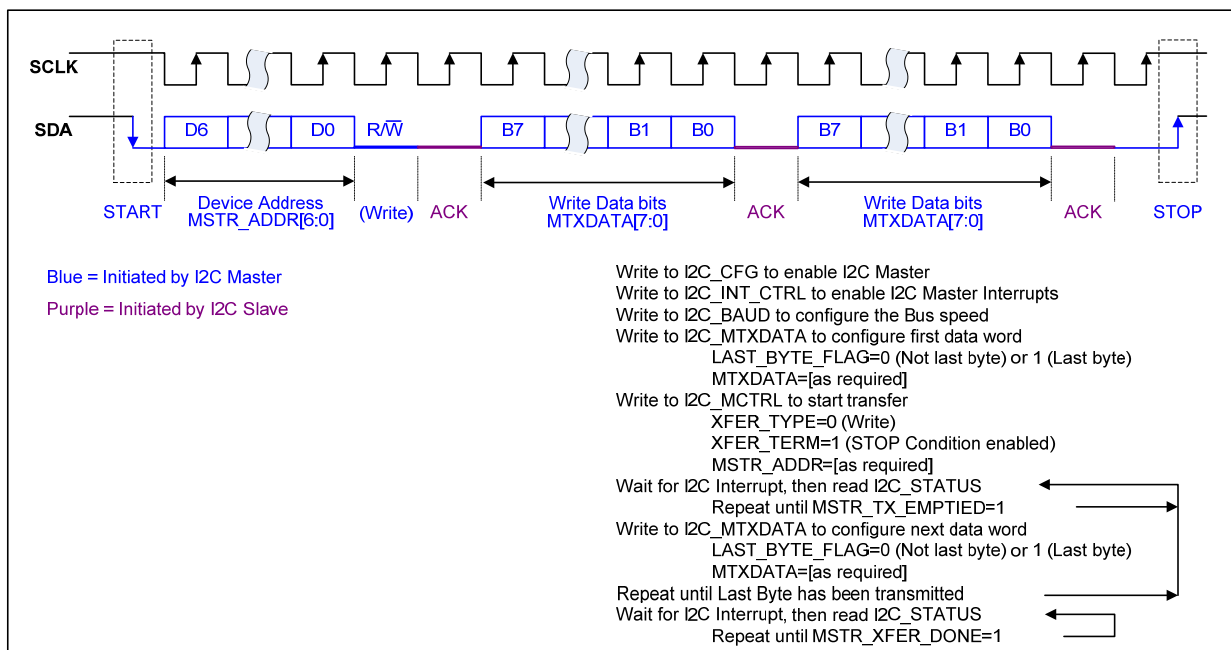 SCLK
SDA
D6
D0
R/W̅
B7
B1
B0
B7
B1
B0
START
Device Address
MSTR_ADDR[6:0]
(Write)
ACK
Write Data bits
MTXDATA[7:0]
ACK
Write Data bits
MTXDATA[7:0]
ACK
STOP
Blue = Initiated by I2C Master
Purple = Initiated by I2C Slave
Write to I2C_CFG to enable I2C Master
Write to I2C_INT_CTRL to enable I2C Master Interrupts
Write to I2C_BAUD to configure the Bus speed
Write to I2C_MTXDATA to configure first data word
LAST_BYTE_FLAG=0 (Not last byte) or 1 (Last byte)
MTXDATA=[as required]
Write to I2C_MCTRL to start transfer
XFER_TYPE=0 (Write)
XFER_TERM=1 (STOP Condition enabled)
MSTR_ADDR=[as required]
Wait for I2C Interrupt, then read I2C_STATUS
Repeat until MSTR_TX_EMPTIED=1
Write to I2C_MTXDATA to configure next data word
LAST_BYTE_FLAG=0 (Not last byte) or 1 (Last byte)
MTXDATA=[as required]
Repeat until Last Byte has been transmitted
Wait for I2C Interrupt, then read I2C_STATUS
Repeat until MSTR_XFER_DONE=1